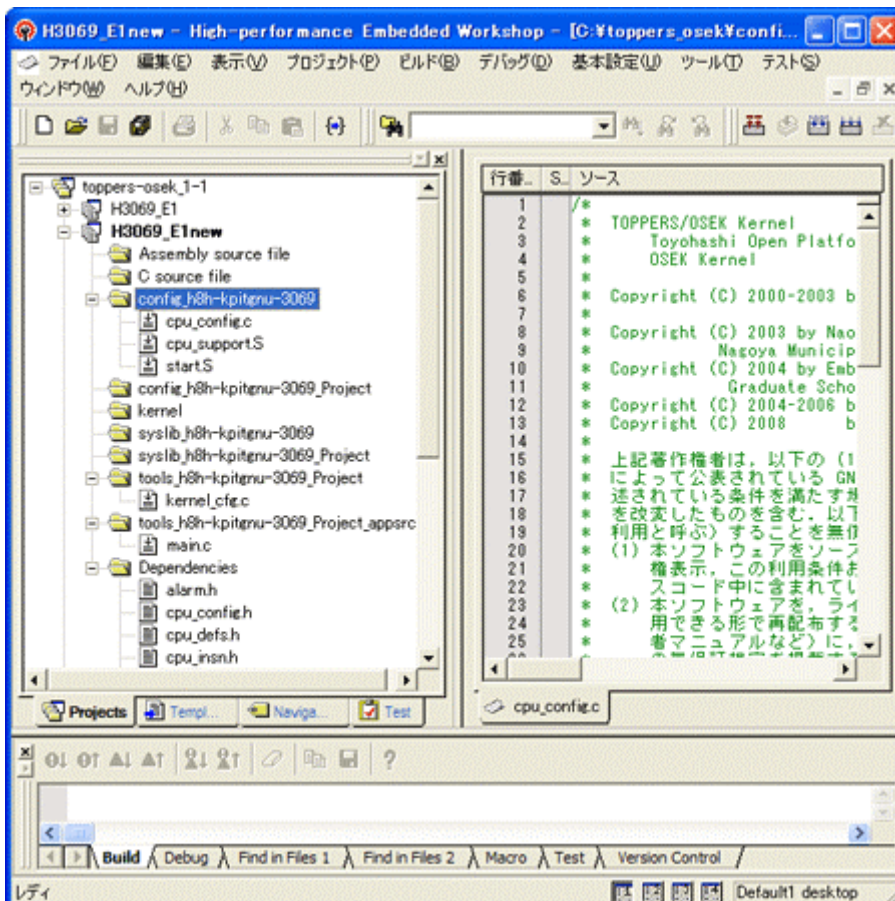 H3069_E1new - High-performance Embedded Workshop - [C:¥toppers_osek¥confi...
ファイル(F) 編集(E) 表示(V) プロジェクト(P) ビルド(B) デバッグ(D) 基本設定(U) ツール(T) テスト(S)
ウィンドウ(W) ヘルプ(H)
toppers-osek_1-1
H3069_E1
H3069_E1new
Assembly source file
C source file
config_h8h-kpitgnu-3069
cpu_config.c
cpu_support.S
start.S
config_h8h-kpitgnu-3069_Project
kernel
syslib_h8h-kpitgnu-3069
syslib_h8h-kpitgnu-3069_Project
tools_h8h-kpitgnu-3069_Project
kernel_cfg.c
tools_h8h-kpitgnu-3069_Project_appsrc
main.c
Dependencies
alarm.h
cpu_config.h
cpu_defs.h
cpu_insn.h
Projects Templ... Naviga... Test
行番... S... ソース
1 /*
2 * TOPPERS/OSEK Kernel
3 * Toyohashi Open Platfo
4 * OSEK Kernel
5 *
6 * Copyright (C) 2000-2003 b
7 *
8 * Copyright (C) 2003 by Nao
9 * Nagoya Municip
10 * Copyright (C) 2004 by Emb
11 * Graduate Scho
12 * Copyright (C) 2004-2006 b
13 * Copyright (C) 2008 b
14 *
15 * 上記著作権者は，以下の (1
16 * によって公表されている GN
17 * 述されている条件を満たす場
18 * を改変したものを含む．以下
19 * 利用と呼ぶ）することを無償
20 * (1) 本ソフトウェアをソース
21 * 権表示，この利用条件お
22 * スコード中に含まれてい
23 * (2) 本ソフトウェアを，ライ
24 * 用できる形で再配布する
25 * 者マニュアルなど）に，
cpu_config.c
Build Debug Find in Files 1 Find in Files 2 Macro Test Version Control
レディ Default1 desktop